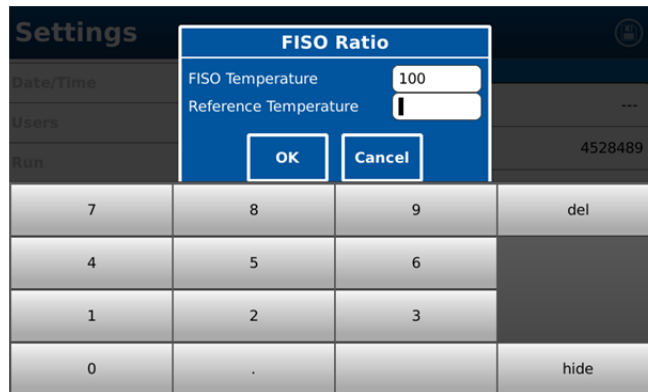 Settings
FISO Ratio
Date/Time
FISO Temperature 100
Reference Temperature
---
Users
4528489
OK Cancel
Run
7 8 9 del
4 5 6
1 2 3
0 . hide